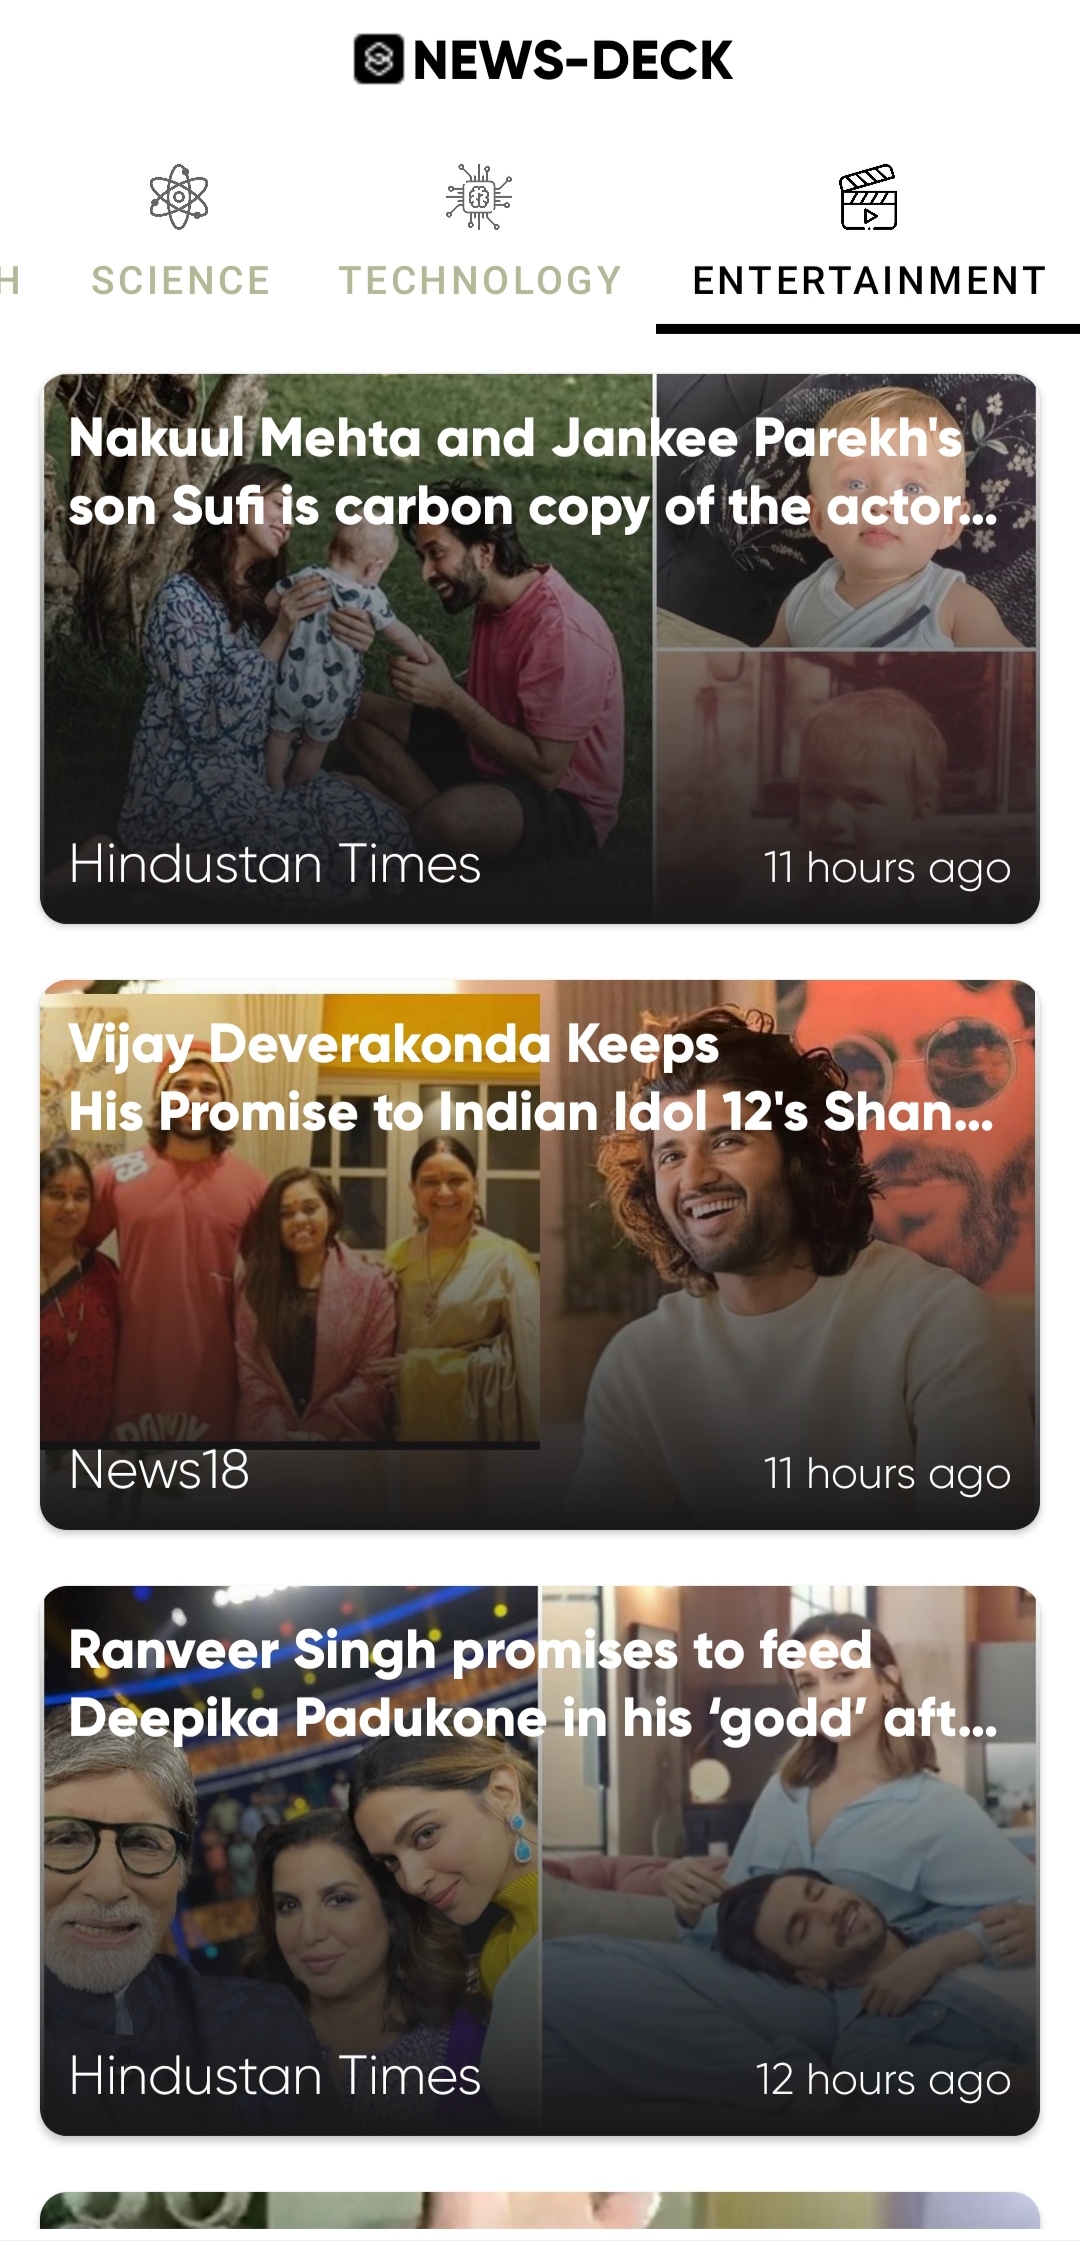 NEWS-DECK
H SCIENCE TECHNOLOGY ENTERTAINMENT
Nakuul Mehta and Jankee Parekh's
son Sufi is carbon copy of the actor...
Hindustan Times 11 hours ago
Vijay Deverakonda Keeps
His Promise to Indian Idol 12's Shan...
News18 11 hours ago
Ranveer Singh promises to feed
Deepika Padukone in his ‘godd’ aft...
Hindustan Times 12 hours ago